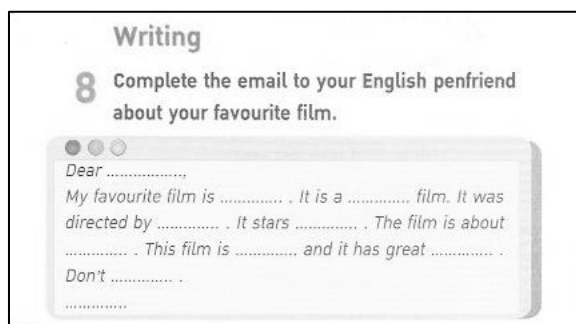 Writing
8 Complete the email to your English penfriend
about your favourite film.
Dear ................,
My favourite film is ............. . It is a ............. film. It was
directed by ............. . It stars ............. . The film is about
............. . This film is ............. and it has great ............. .
Don't ............. .
.............